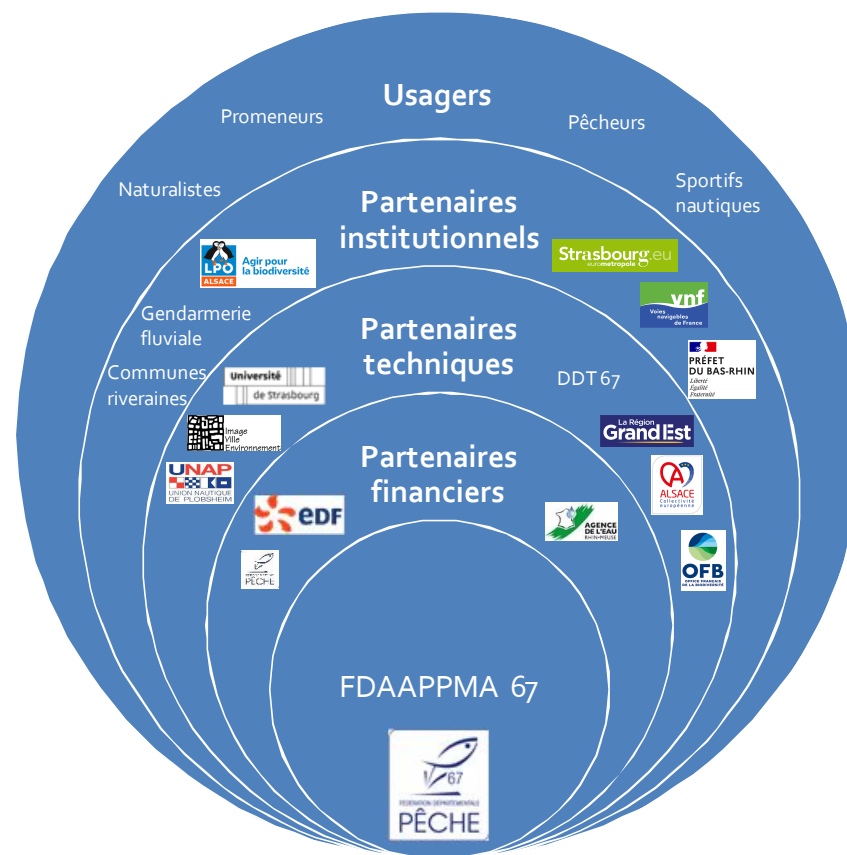 Usagers
Promeneurs
Pêcheurs
Naturalistes
Sportifs
nautiques
Partenaires
institutionnels
LPO
ALSACE
Agir pour
la biodiversité
Strasbourg.eu
eurometropole
vnf
Voies
navigables
de France
Gendarmerie
fluviale
Partenaires
techniques
PRÉFET
DU BAS-RHIN
Liberté
Égalité
Fraternité
Communes
riveraines
Université
de Strasbourg
DDT 67
Image
Ville
Environnement
La Région
GrandEst
UNAP
UNION NAUTIQUE
DE PLOBSHEIM
Partenaires
financiers
ALSACE
Collectivité
européenne
eDF
AGENCE
DE L'EAU
RHIN-MEUSE
PÊCHE
OFB
OFFICE FRANÇAIS
DE LA BIODIVERSITÉ
FDAAPPMA 67
67
FÉDÉRATION DÉPARTEMENTALE
PÊCHE